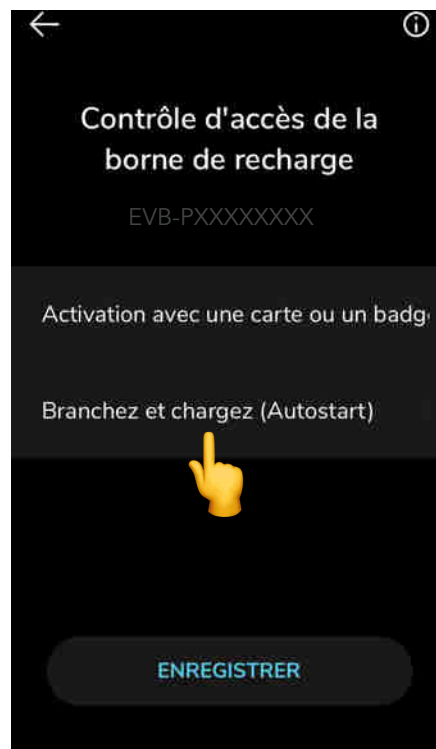 Contrôle d'accès de la
borne de recharge
EVB-PXXXXXXXX
Activation avec une carte ou un badg
Branchez et chargez (Autostart)
ENREGISTRER